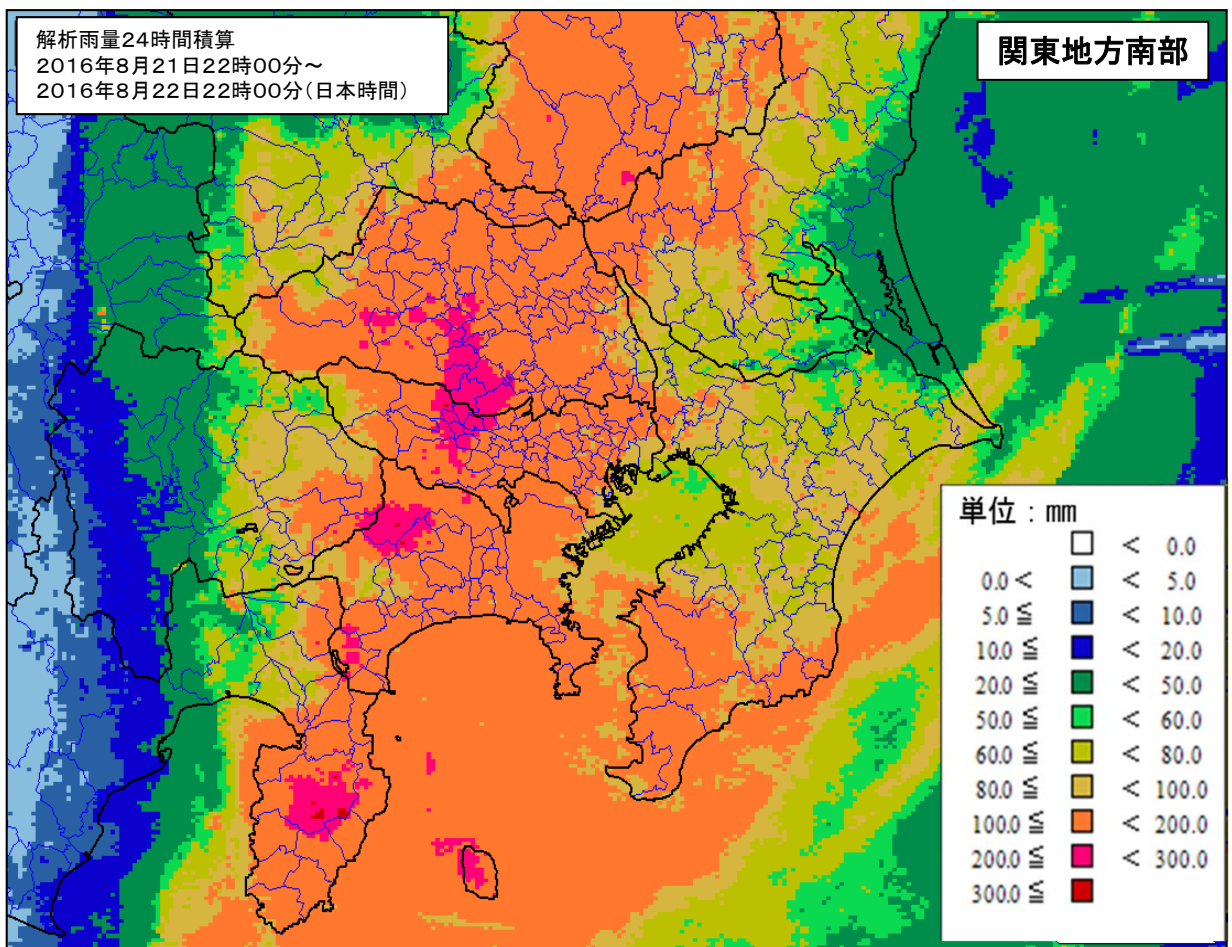 解析雨量24時間積算
2016年8月21日22時00分～
2016年8月22日22時00分(日本時間)
関東地方南部
単位：mm
< 0.0
0.0 < < 5.0
5.0 ≦ < 10.0
10.0 ≦ < 20.0
20.0 ≦ < 50.0
50.0 ≦ < 60.0
60.0 ≦ < 80.0
80.0 ≦ < 100.0
100.0 ≦ < 200.0
200.0 ≦ < 300.0
300.0 ≦